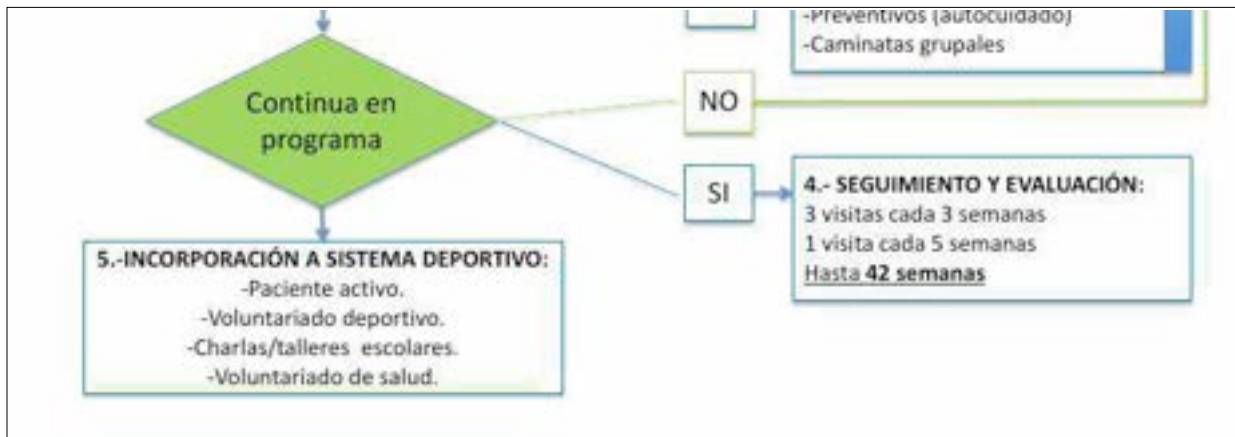 -Preventivos (autocuidado)
-Caminatas grupales
NO
Continua en
programa
SI
4.- SEGUIMIENTO Y EVALUACIÓN:
3 visitas cada 3 semanas
1 visita cada 5 semanas
Hasta 42 semanas
5.-INCORPORACIÓN A SISTEMA DEPORTIVO:
-Paciente activo.
-Voluntariado deportivo.
-Charlas/talleres escolares.
-Voluntariado de salud.